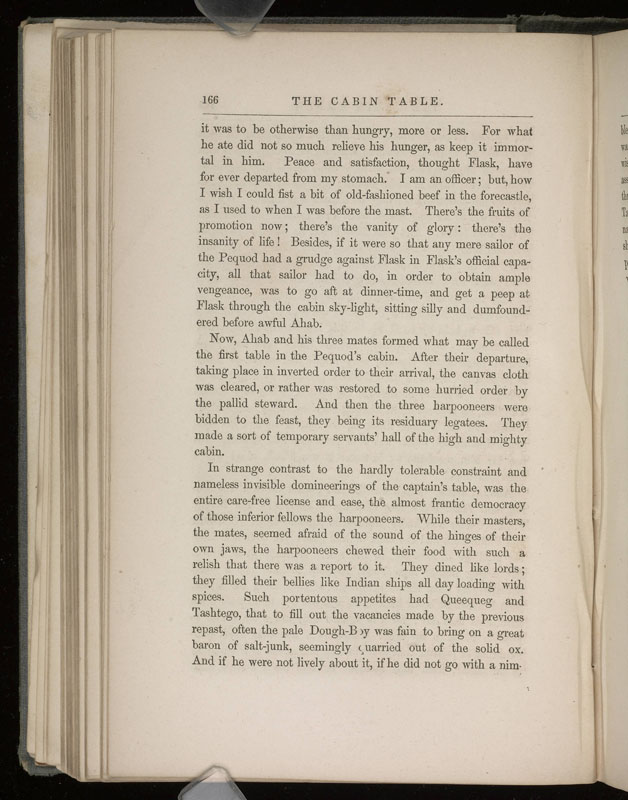 166 THE CABIN TABLE.
it was to be otherwise than hungry, more or less. For what
he ate did not so much relieve his hunger, as keep it immor-
tal in him. Peace and satisfaction, thought Flask, have
for ever departed from my stomach. I am an officer; but, how
I wish I could fist a bit of old-fashioned beef in the forecastle,
as I used to when I was before the mast. There's the fruits of
promotion now; there's the vanity of glory: there's the
insanity of life! Besides, if it were so that any mere sailor of
the Pequod had a grudge against Flask in Flask's official capa-
city, all that sailor had to do, in order to obtain ample
vengeance, was to go aft at dinner-time, and get a peep at
Flask through the cabin sky-light, sitting silly and dumfound-
ered before awful Ahab.
Now, Ahab and his three mates formed what may be called
the first table in the Pequod's cabin. After their departure,
taking place in inverted order to their arrival, the canvas cloth
was cleared, or rather was restored to some hurried order by
the pallid steward. And then the three harpooneers were
bidden to the feast, they being its residuary legatees. They
made a sort of temporary servants' hall of the high and mighty
cabin.
In strange contrast to the hardly tolerable constraint and
nameless invisible domineerings of the captain's table, was the
entire care-free license and ease, the almost frantic democracy
of those inferior fellows the harpooneers. While their masters,
the mates, seemed afraid of the sound of the hinges of their
own jaws, the harpooneers chewed their food with such a
relish that there was a report to it. They dined like lords;
they filled their bellies like Indian ships all day loading with
spices. Such portentous appetites had Queequeg and
Tashtego, that to fill out the vacancies made by the previous
repast, often the pale Dough-Boy was fain to bring on a great
baron of salt-junk, seemingly quarried out of the solid ox.
And if he were not lively about it, if he did not go with a nim-